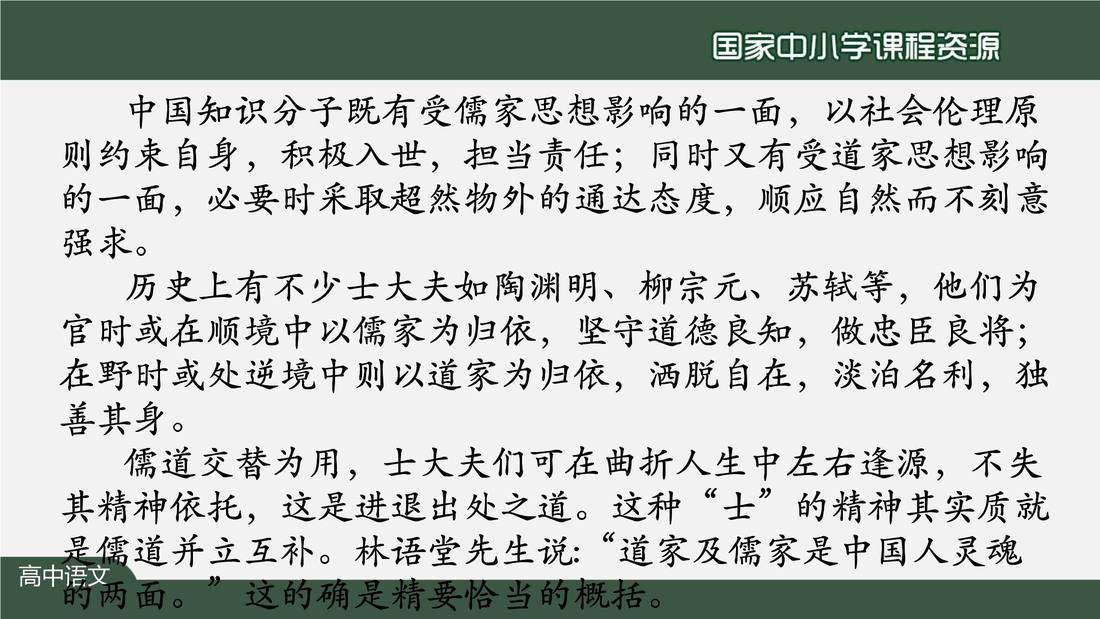 国家中小学课程资源
中国知识分子既有受儒家思想影响的一面，以社会伦理原
则约束自身，积极入世，担当责任；同时又有受道家思想影响
的一面，必要时采取超然物外的通达态度，顺应自然而不刻意
强求。
历史上有不少士大夫如陶渊明、柳宗元、苏轼等，他们为
官时或在顺境中以儒家为归依，坚守道德良知，做忠臣良将；
在野时或处逆境中则以道家为归依，洒脱自在，淡泊名利，独
善其身。
儒道交替为用，士大夫们可在曲折人生中左右逢源，不失
其精神依托，这是进退出处之道。这种“士”的精神其实质就
是儒道并立互补。林语堂先生说:“道家及儒家是中国人灵魂
的两面。” 这的确是精要恰当的概括。
高中语文